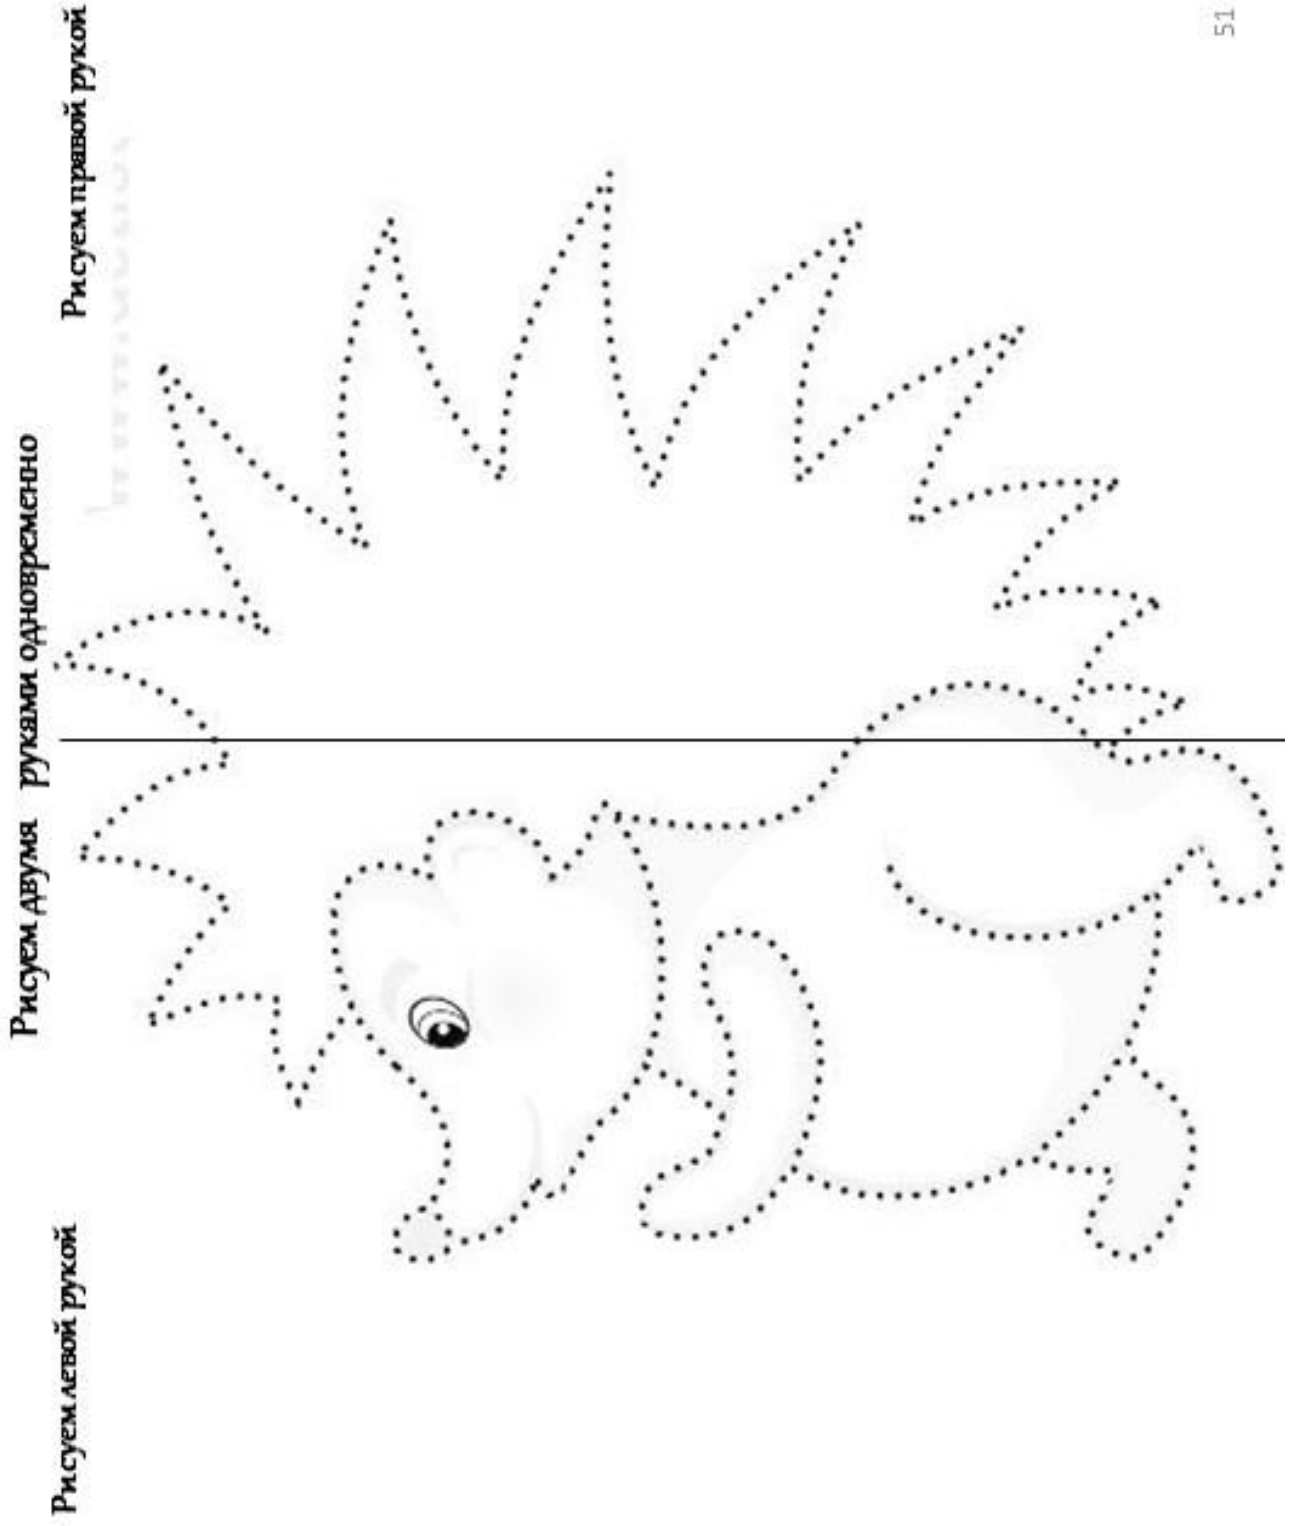 Рисуем двумя руками одновременно
Рисуем левой рукой
Рисуем правой рукой
51